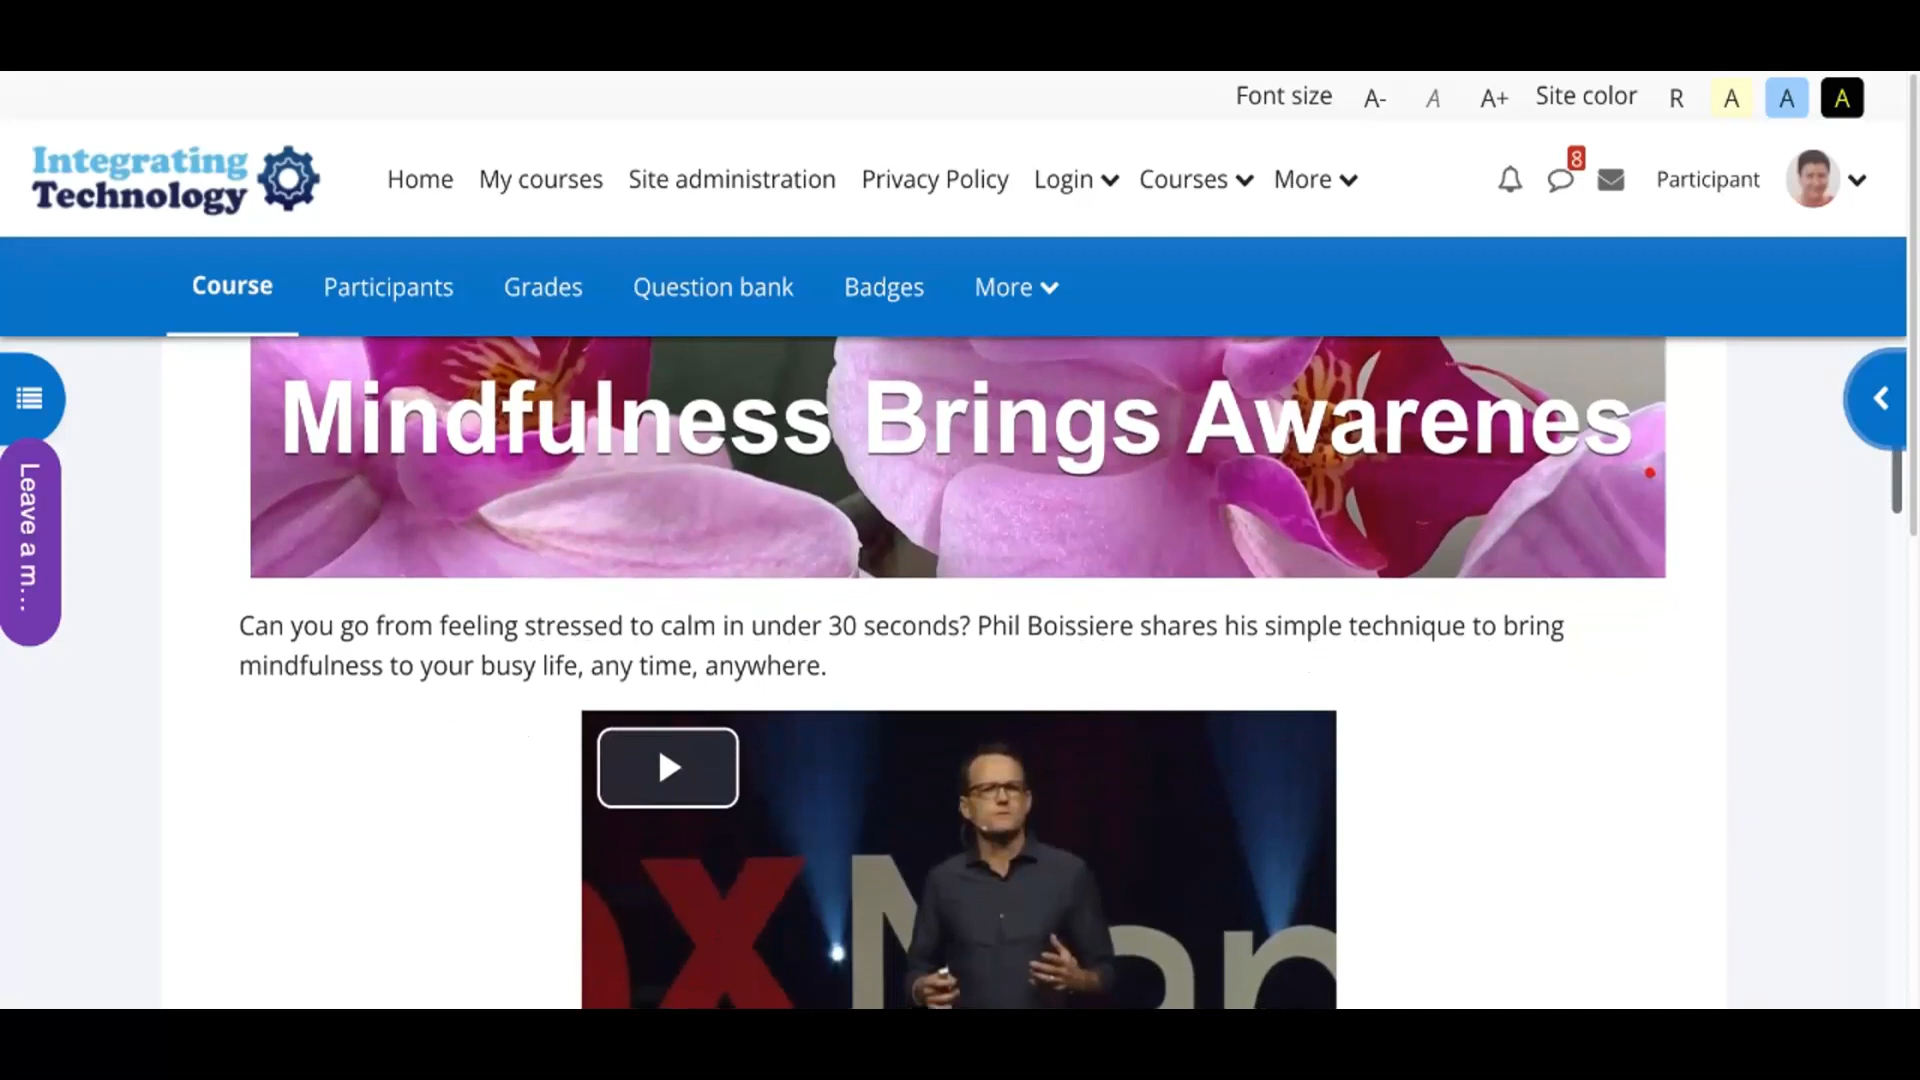 Font size A- A A+ Site color R A A A
Integrating
Technology
Home My courses Site administration Privacy Policy Login Courses More 8 Participant
Course Participants Grades Question bank Badges More
Mindfulness Brings Awarenes
Leave a m...
Can you go from feeling stressed to calm in under 30 seconds? Phil Boissiere shares his simple technique to bring
mindfulness to your busy life, any time, anywhere.